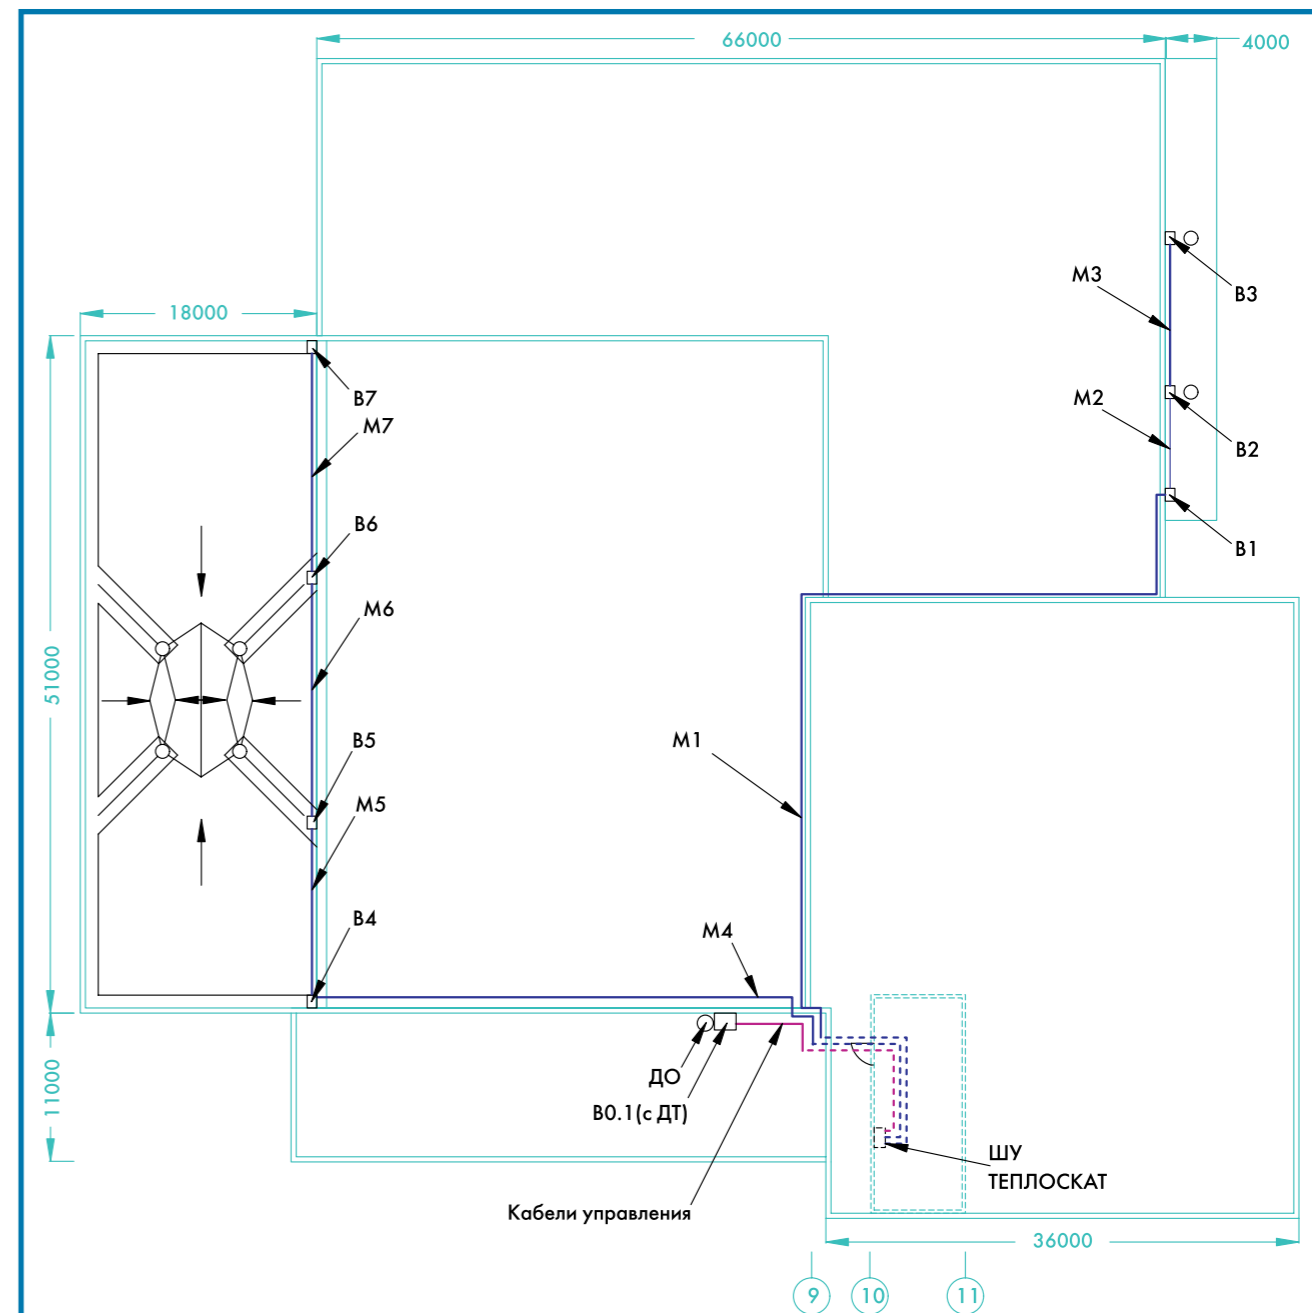 66000
4000
М3
В3
18000
В7
М2
М7
В2
В6
В1
М6
51000
В5
М1
М5
В4
М4
ДО
В0.1(с ДТ)
11000
ШУ
ТЕПЛОСКАТ
Кабели управления
36000
9
10
11